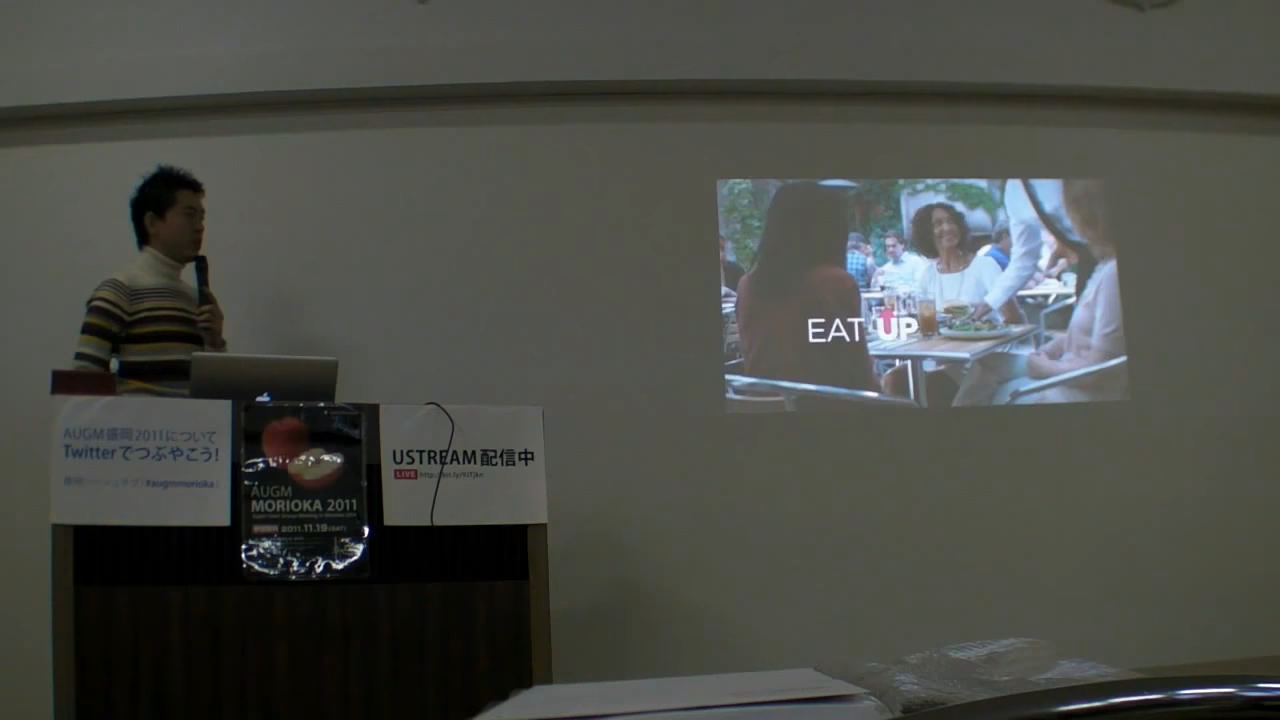 AUGM盛岡2011について
Twitterでつぶやこう!
#augmmorioka
AUGM
MORIOKA 2011
2011.11.19(SAT)
USTREAM配信中
LIVE
EAT UP